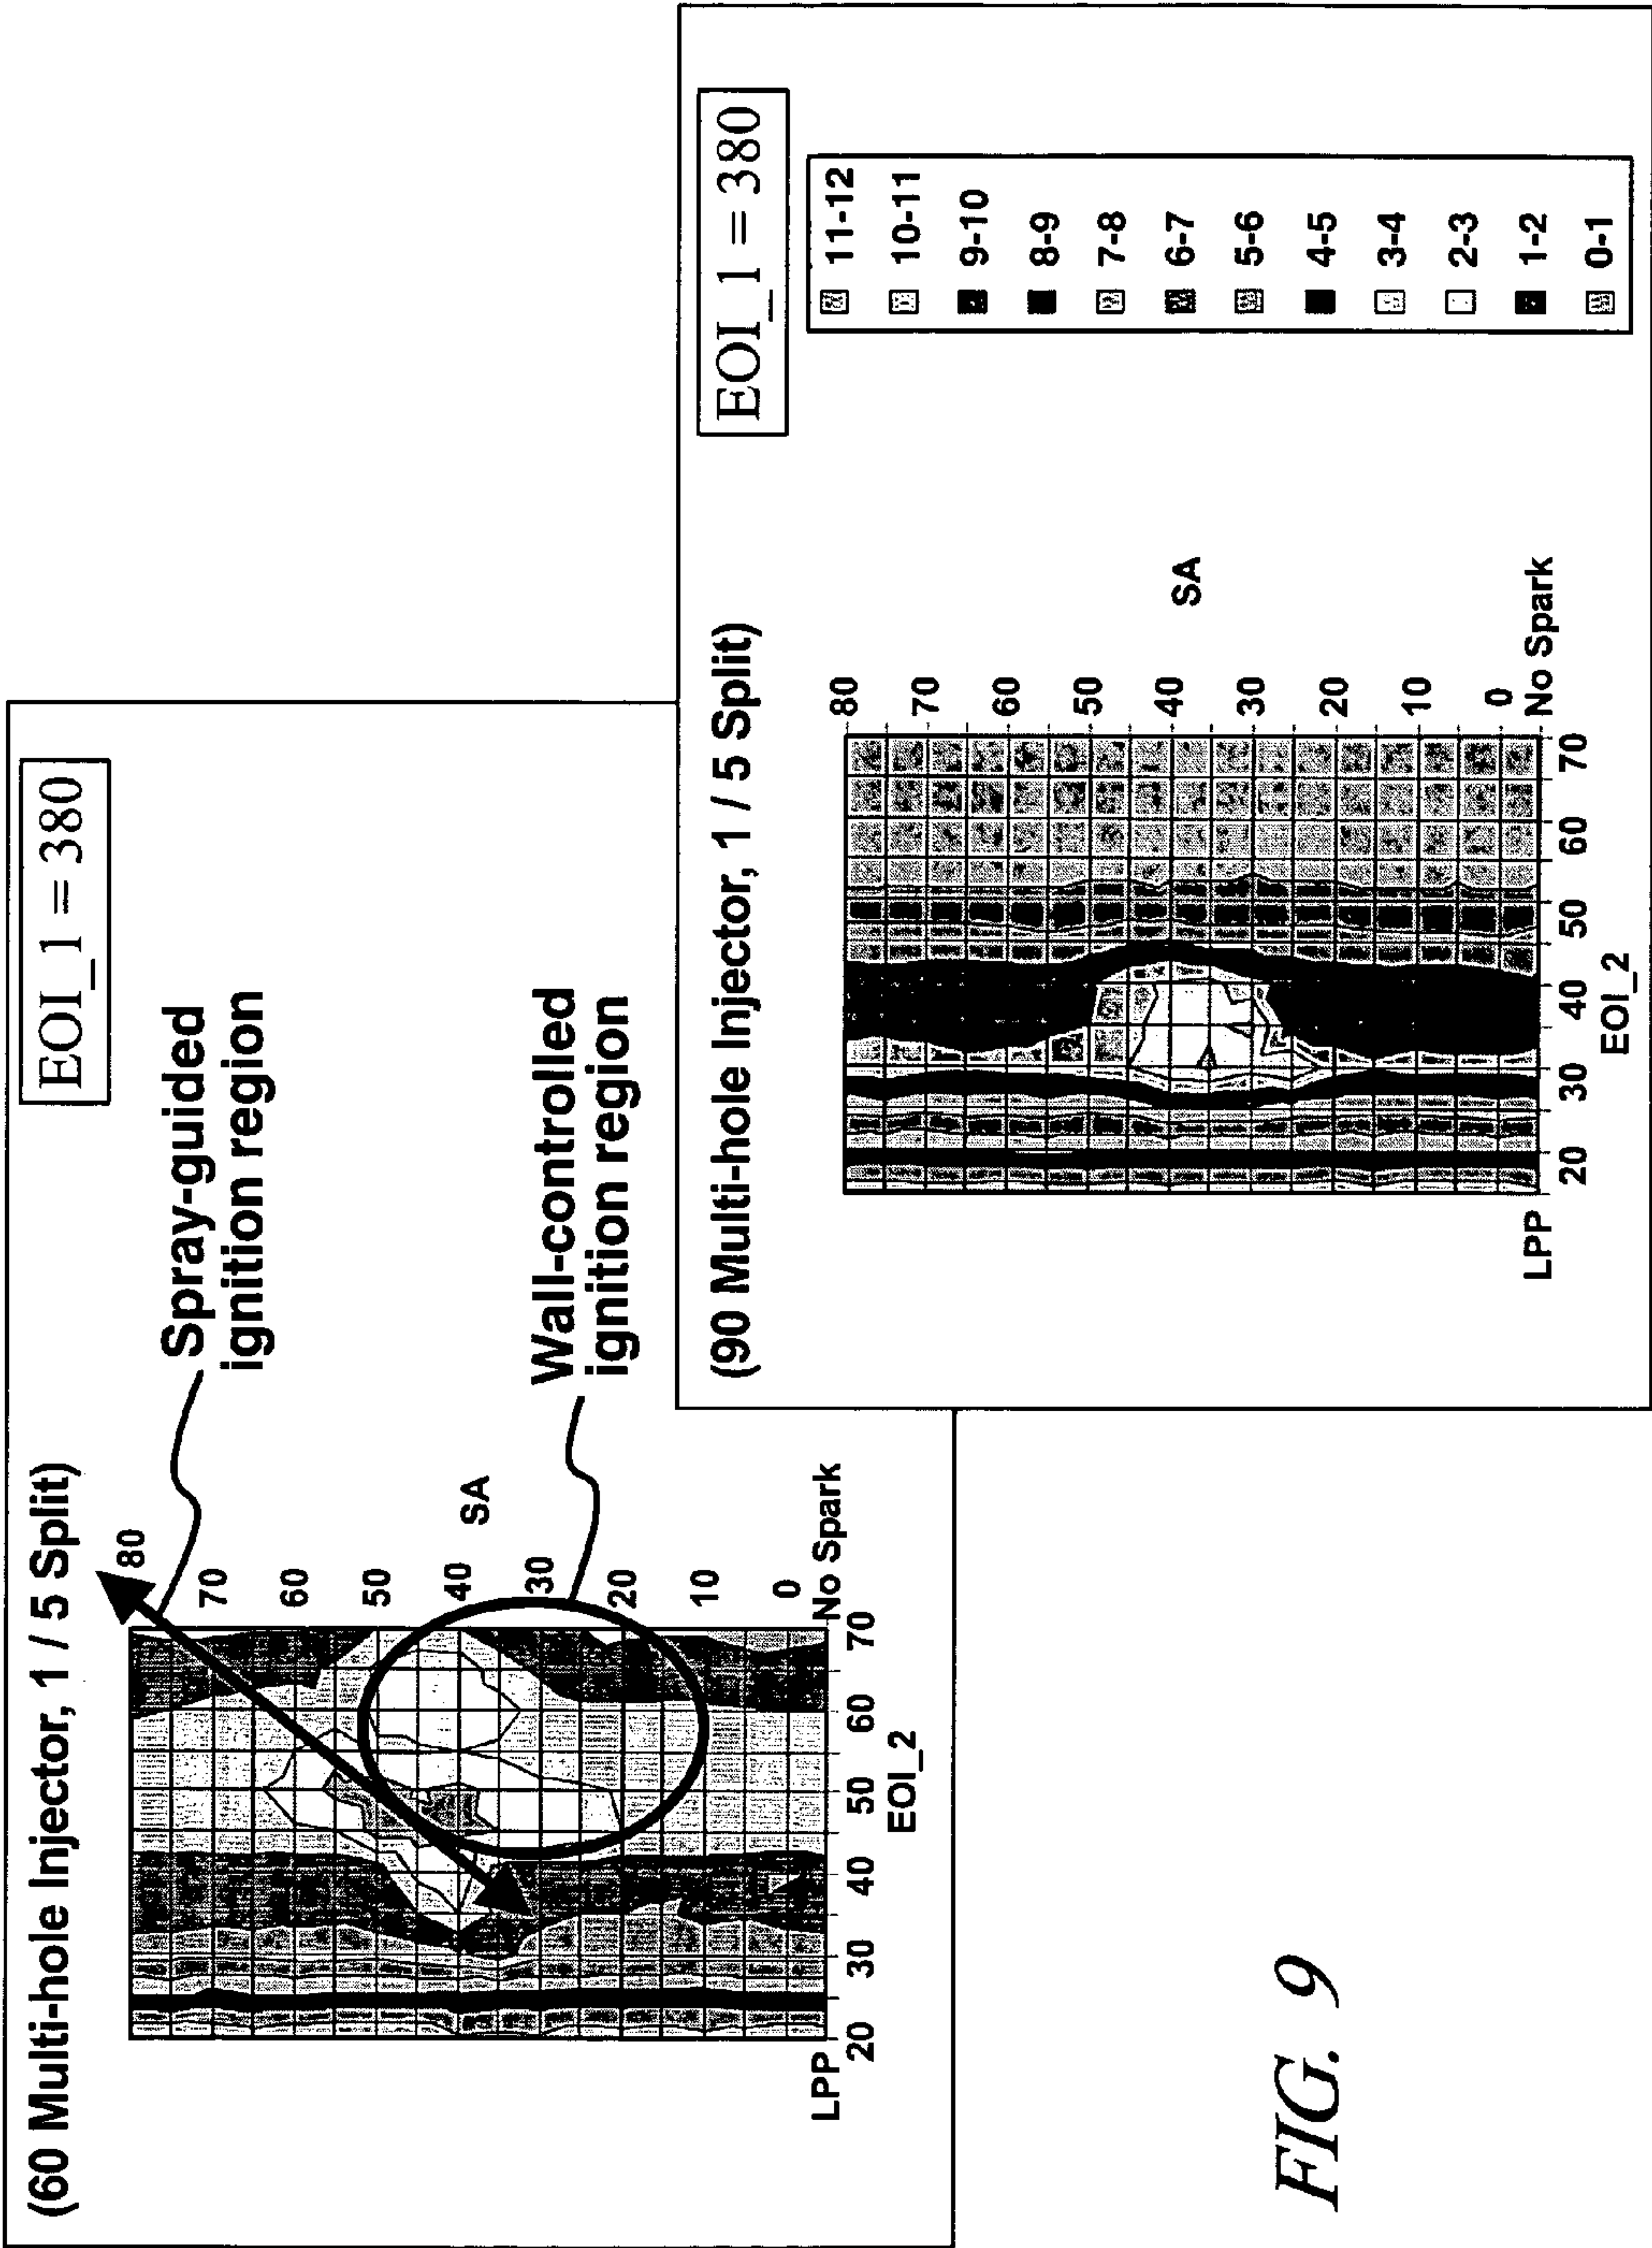 (60 Multi-hole Injector, 1 / 5 Split)
EOI_1 = 380
Spray-guided
ignition region
Wall-controlled
ignition region
80
70
60
50
40
30
20
10
0
No Spark
SA
LPP
20 30 40 50 60 70
EOI_2
(90 Multi-hole Injector, 1 / 5 Split)
EOI_1 = 380
80
70
60
50
40
30
20
10
0
No Spark
SA
LPP
20 30 40 50 60 70
EOI_2
11-12
10-11
9-10
8-9
7-8
6-7
5-6
4-5
3-4
2-3
1-2
0-1
FIG. 9